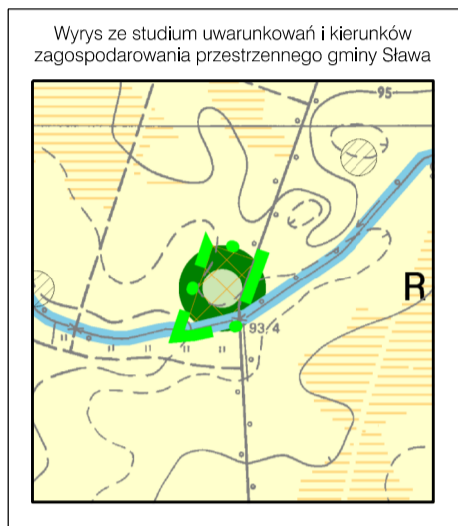 Wyrys ze studium uwarunkowań i kierunków
zagospodarowania przestrzennego gminy Sława
95
R
93,4